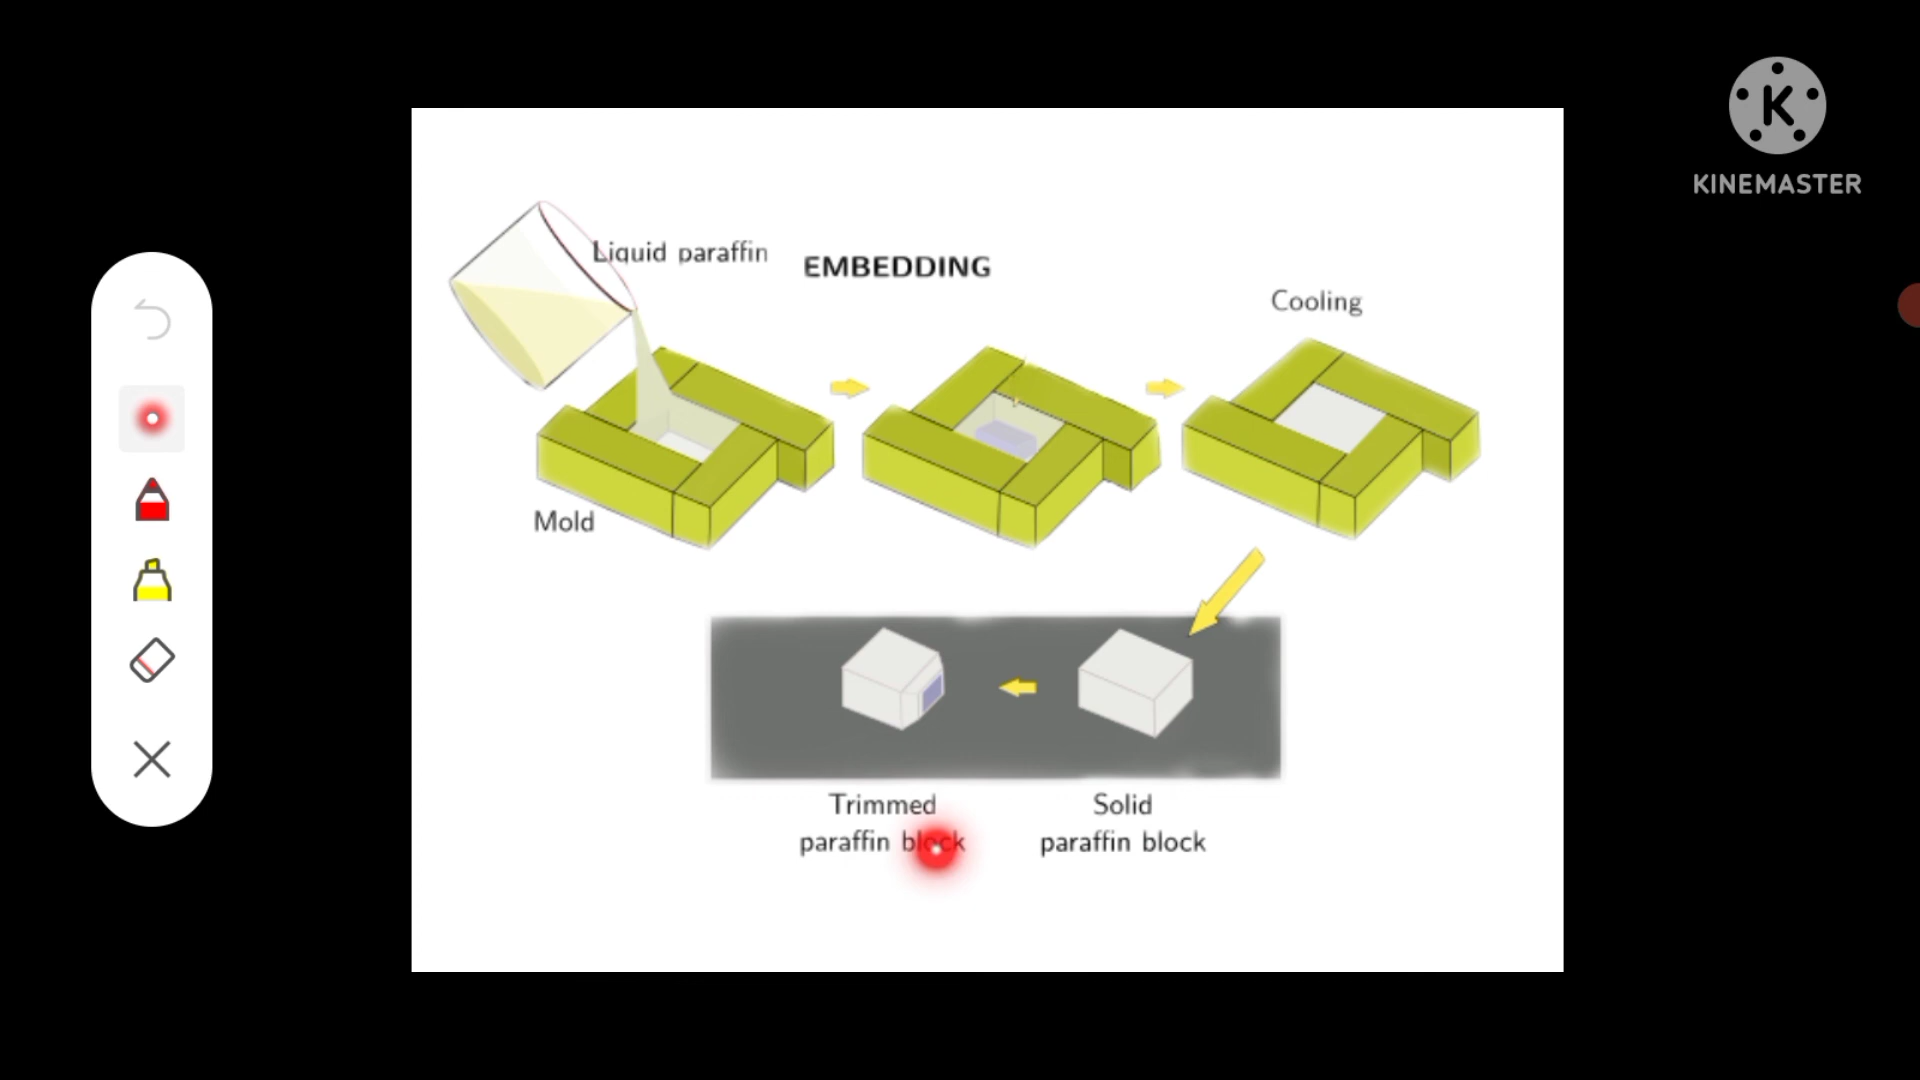 KINEMASTER
Liquid paraffin
EMBEDDING
Cooling
Mold
Trimmed
paraffin block
Solid
paraffin block